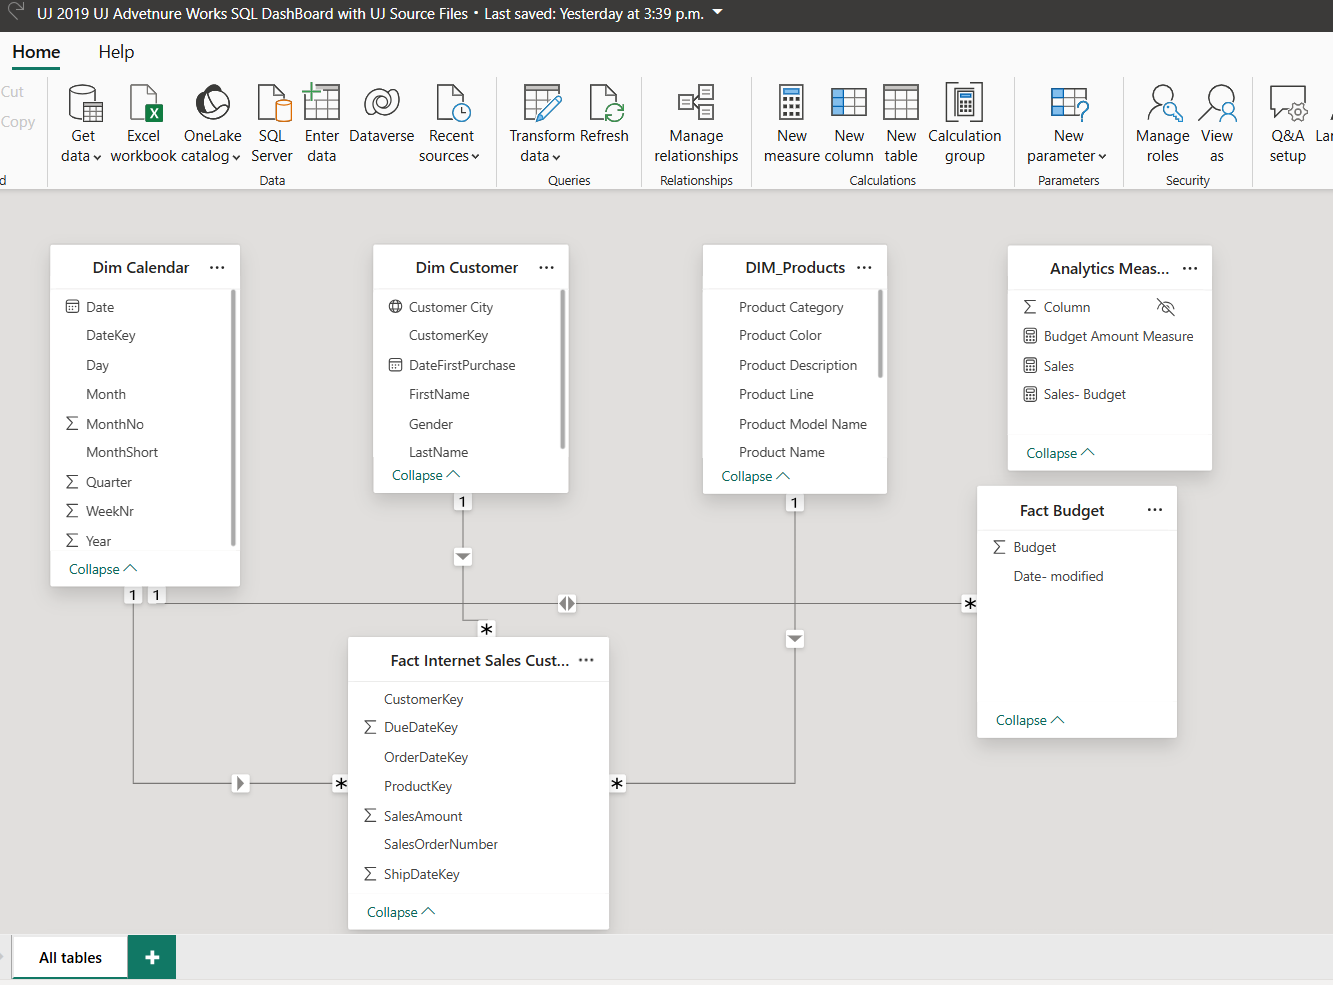 UJ 2019 UJ Advetnure Works SQL DashBoard with UJ Source Files • Last saved: Yesterday at 3:39 p.m.
Home Help
Cut
Copy
Get data
Excel workbook
OneLake catalog
SQL Server
Enter data
Dataverse
Recent sources
Transform data
Refresh
Manage relationships
New measure
New column
New table
Calculation group
New parameter
Manage roles
View as
Q&A setup
Data
Queries
Relationships
Calculations
Parameters
Security
Dim Calendar ...
Date
DateKey
Day
Month
MonthNo
MonthShort
Quarter
WeekNr
Year
Collapse
1 1
Dim Customer ...
Customer City
CustomerKey
DateFirstPurchase
FirstName
Gender
LastName
Collapse
1
*
DIM_Products ...
Product Category
Product Color
Product Description
Product Line
Product Model Name
Product Name
Collapse
1
Analytics Meas... ...
Column
Budget Amount Measure
Sales
Sales- Budget
Collapse
Fact Budget ...
Budget
Date- modified
Collapse
*
Fact Internet Sales Cust... ...
CustomerKey
DueDateKey
OrderDateKey
ProductKey
SalesAmount
SalesOrderNumber
ShipDateKey
Collapse
* *
All tables +